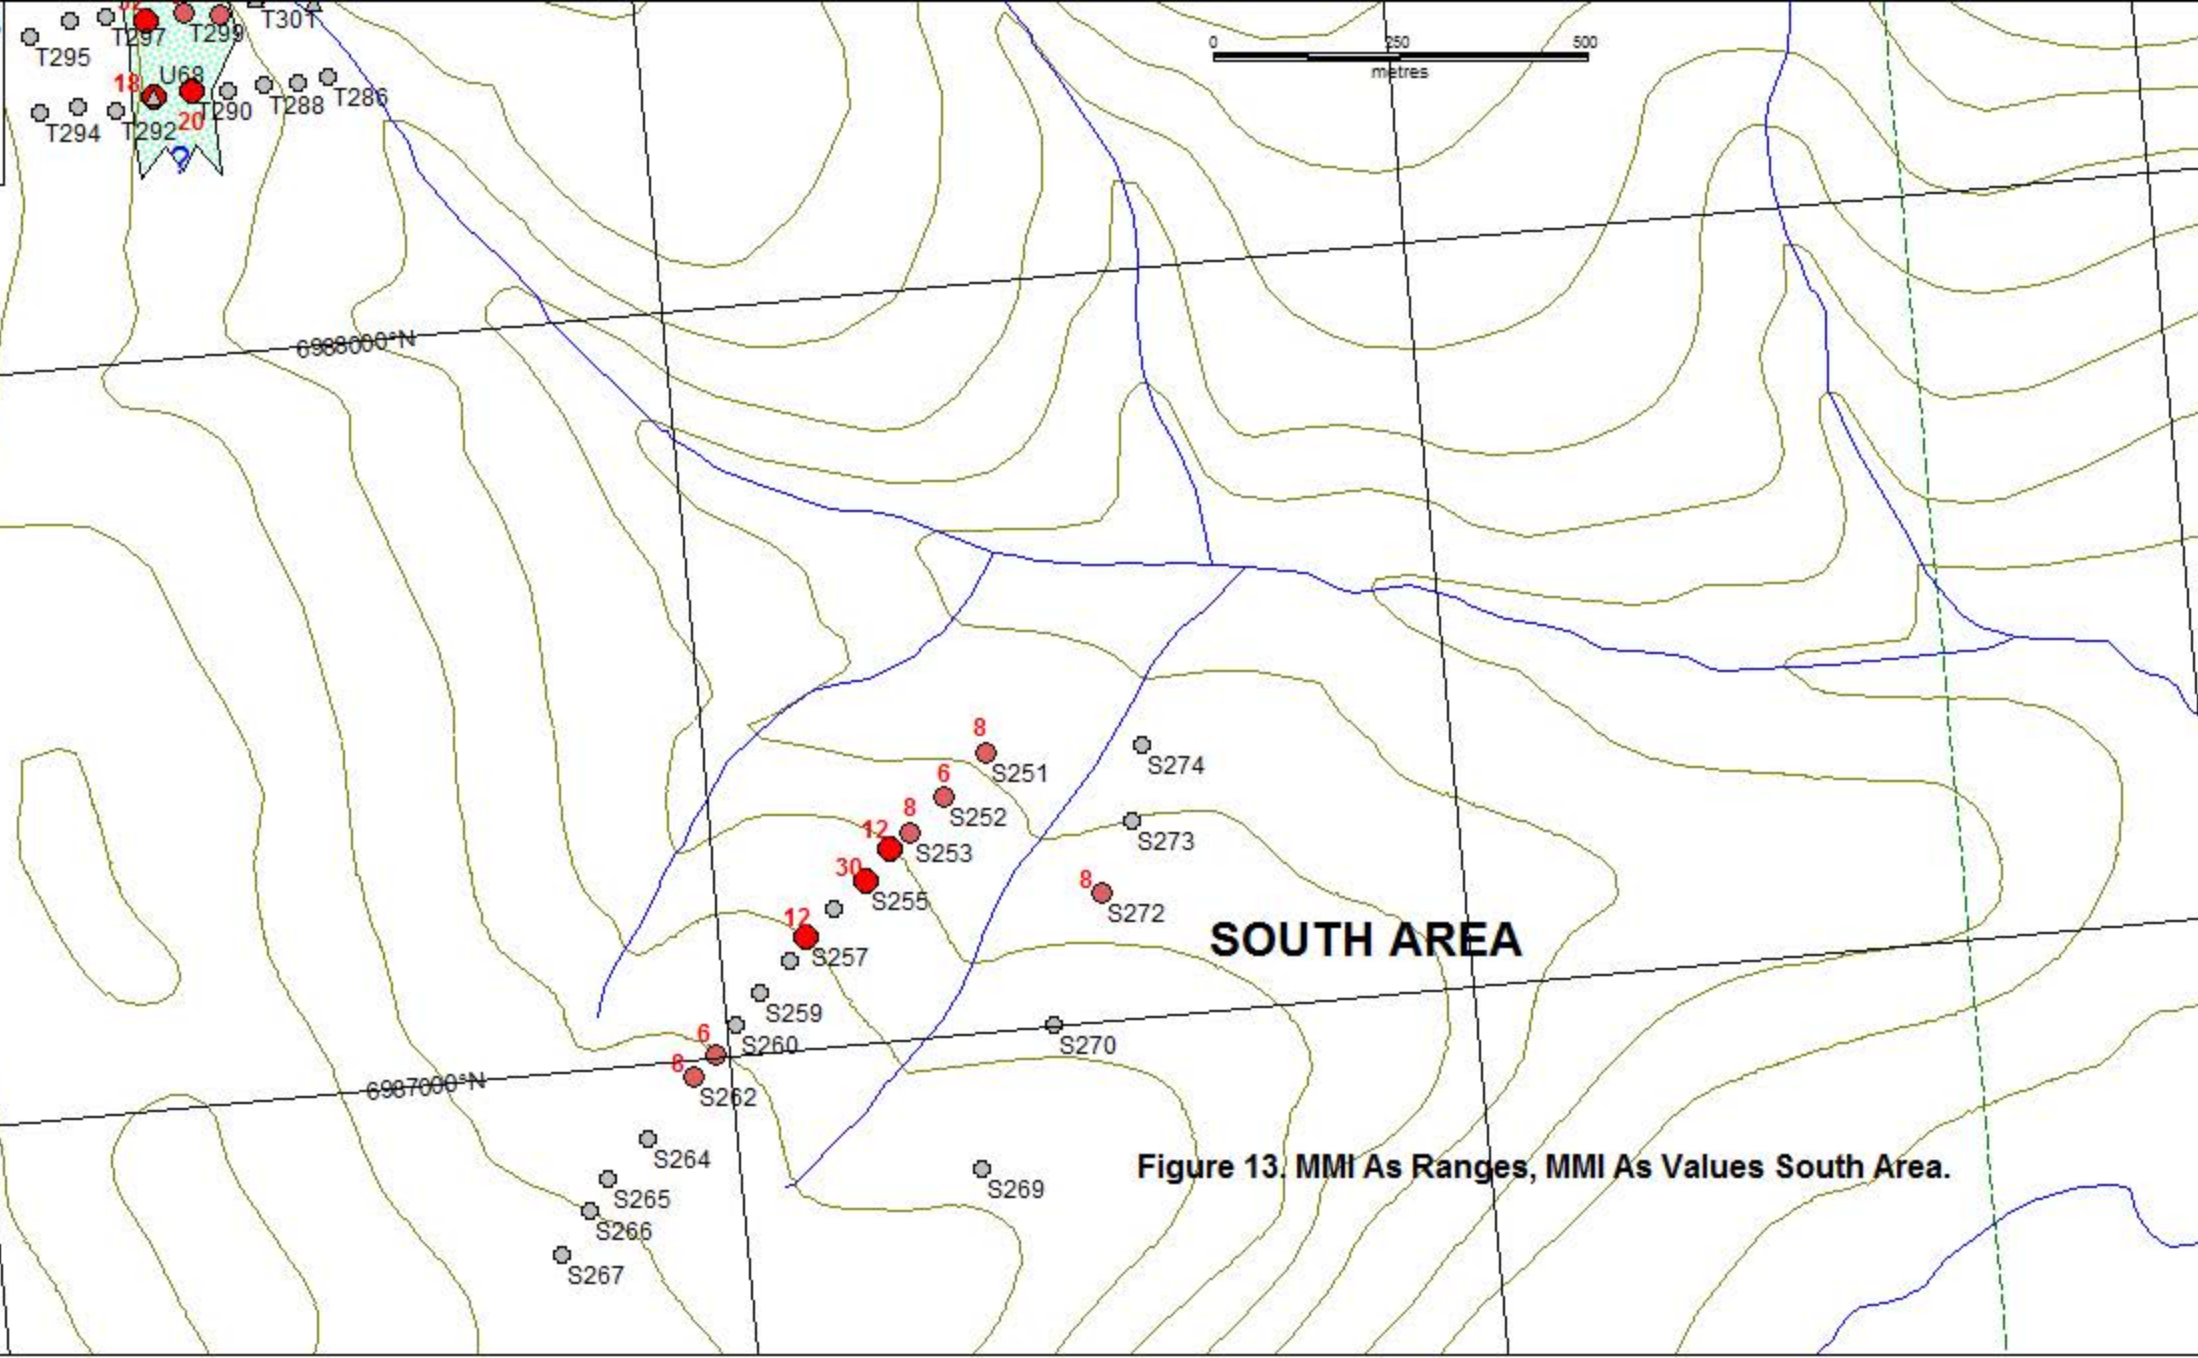 T301
T297
T299
T295
18
U68
T286
T288
T290
20
T292
T294
?
0 250 500
metres
6988000°N
8
S251
S274
6
S252
8
12
S253
S273
30
S255
8
S272
12
S257
SOUTH AREA
S259
6
S260
S270
8
6987000°N
S262
S264
Figure 13. MMI As Ranges, MMI As Values South Area.
S269
S265
S266
S267